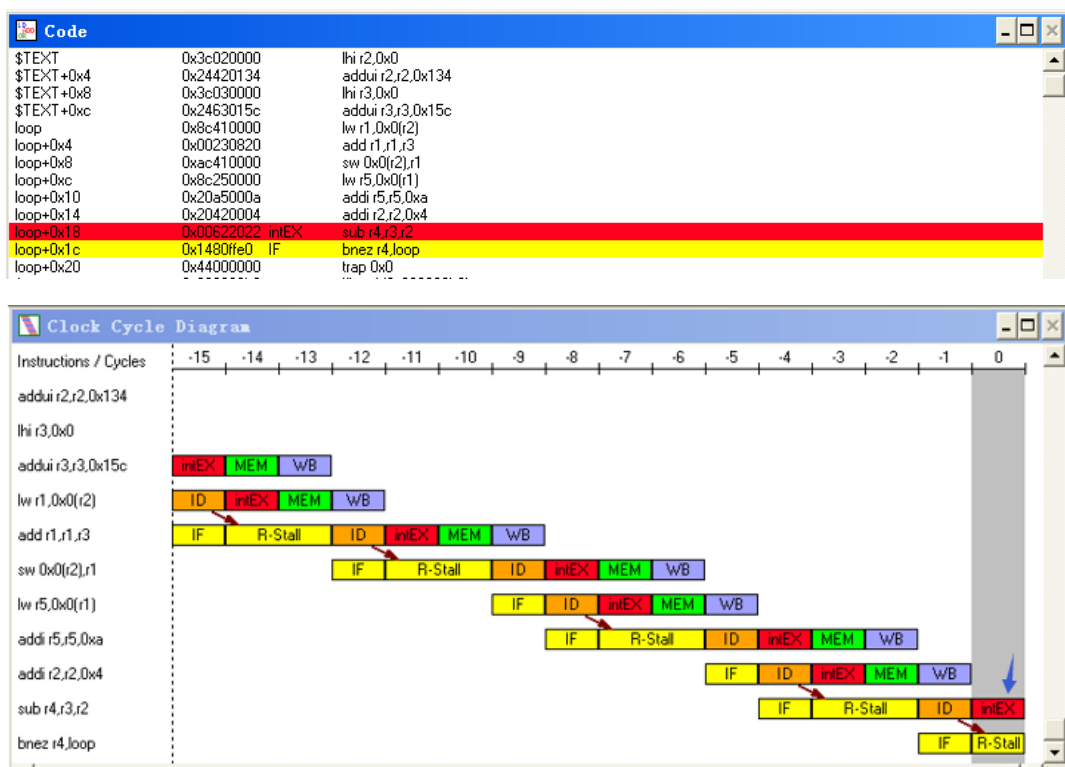 Code
$TEXT 0x3c020000 lhi r2,0x0
$TEXT+0x4 0x24420134 addui r2,r2,0x134
$TEXT+0x8 0x3c030000 lhi r3,0x0
$TEXT+0xc 0x2463015c addui r3,r3,0x15c
loop 0x8c410000 lw r1,0x0(r2)
loop+0x4 0x00230820 add r1,r1,r3
loop+0x8 0xac410000 sw 0x0(r2),r1
loop+0xc 0x8c250000 lw r5,0x0(r1)
loop+0x10 0x20a5000a addi r5,r5,0xa
loop+0x14 0x20420004 addi r2,r2,0x4
loop+0x18 0x00622022 intEX sub r4,r3,r2
loop+0x1c 0x1480ffe0 IF bnez r4,loop
loop+0x20 0x44000000 trap 0x0
Clock Cycle Diagram
Instructions / Cycles -15 -14 -13 -12 -11 -10 -9 -8 -7 -6 -5 -4 -3 -2 -1 0
addui r2,r2,0x134
lhi r3,0x0
addui r3,r3,0x15c intEX MEM WB
lw r1,0x0(r2) ID intEX MEM WB
add r1,r1,r3 IF R-Stall ID intEX MEM WB
sw 0x0(r2),r1 IF R-Stall ID intEX MEM WB
lw r5,0x0(r1) IF ID intEX MEM WB
addi r5,r5,0xa IF R-Stall ID intEX MEM WB
addi r2,r2,0x4 IF ID intEX MEM WB
sub r4,r3,r2 IF R-Stall ID intEX
bnez r4,loop IF R-Stall